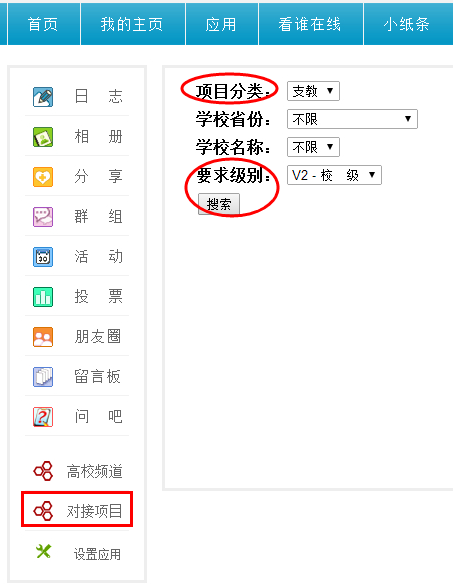 首页 我的主页 应用 看谁在线 小纸条
日 志
相 册
分 享
群 组
活 动
投 票
朋友圈
留言板
问 吧
高校频道
对接项目
设置应用
项目分类： 支教
学校省份： 不限
学校名称： 不限
要求级别： V2 - 校 级
搜索